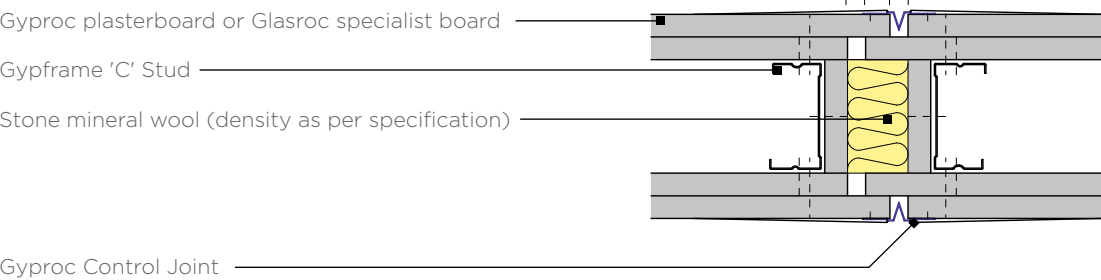 Gyproc plasterboard or Glasroc specialist board
Gypframe 'C' Stud
Stone mineral wool (density as per specification)
Gyproc Control Joint